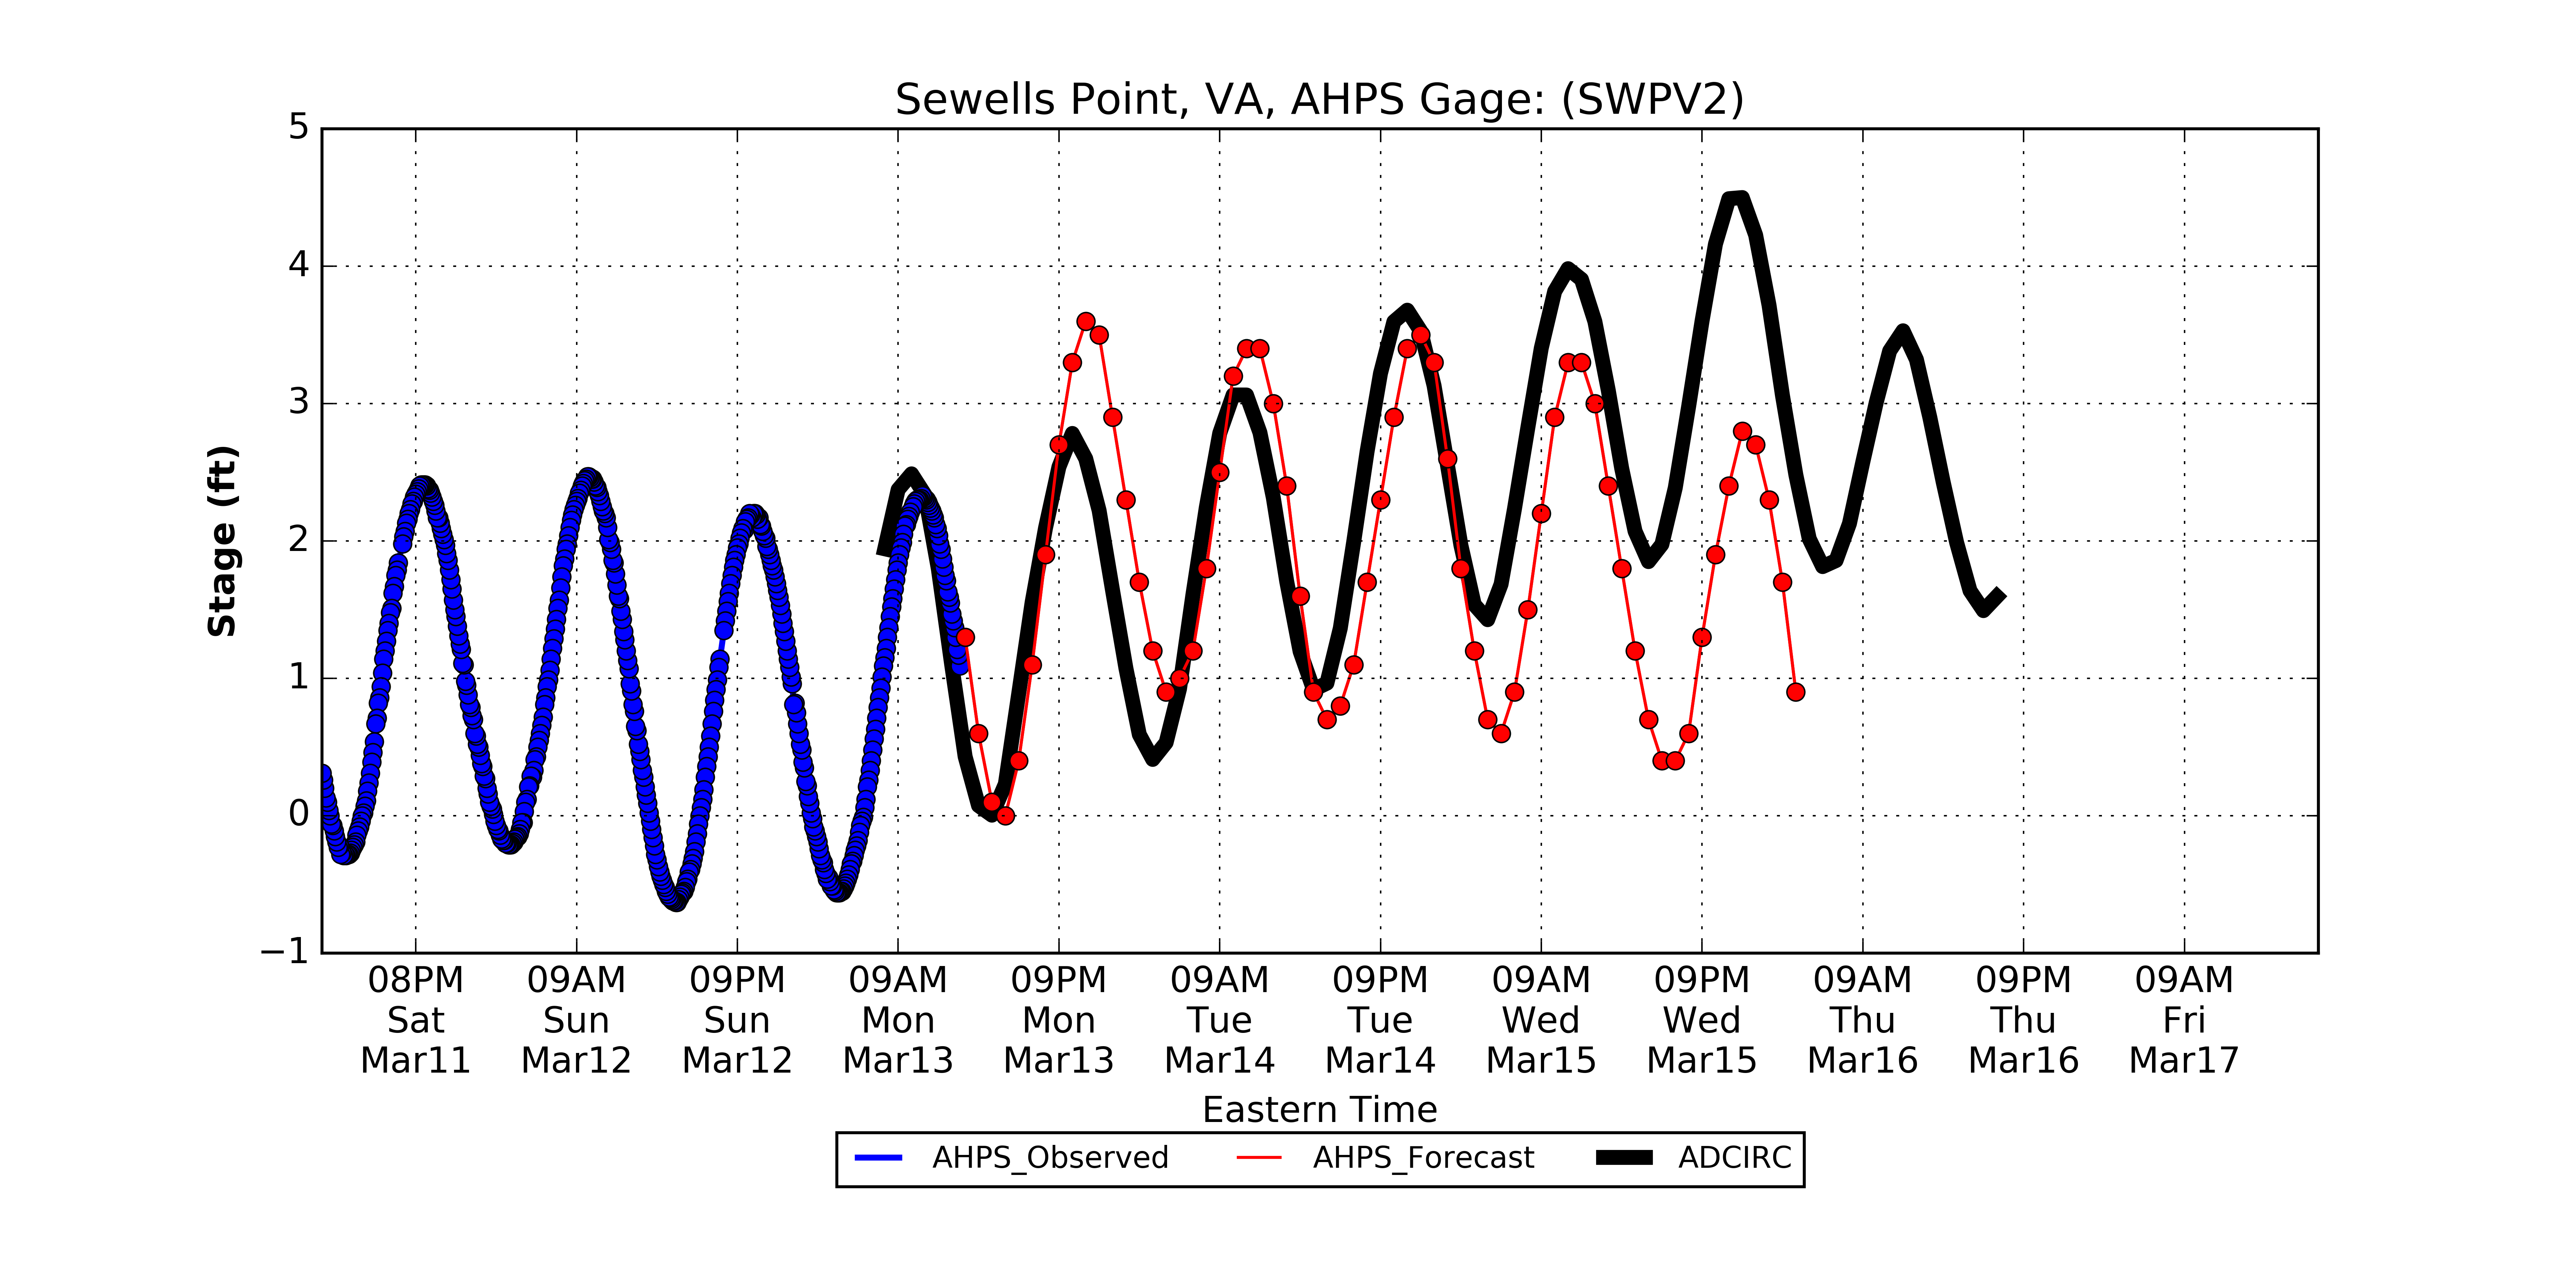 Sewells Point, VA, AHPS Gage: (SWPV2)
Stage (ft)
5
4
3
2
1
0
−1
08PM 09AM 09PM 09AM 09PM 09AM 09PM 09AM 09PM 09AM 09PM 09AM
Sat Sun Sun Mon Mon Tue Tue Wed Wed Thu Thu Fri
Mar11 Mar12 Mar12 Mar13 Mar13 Mar14 Mar14 Mar15 Mar15 Mar16 Mar16 Mar17
Eastern Time
AHPS_Observed AHPS_Forecast ADCIRC